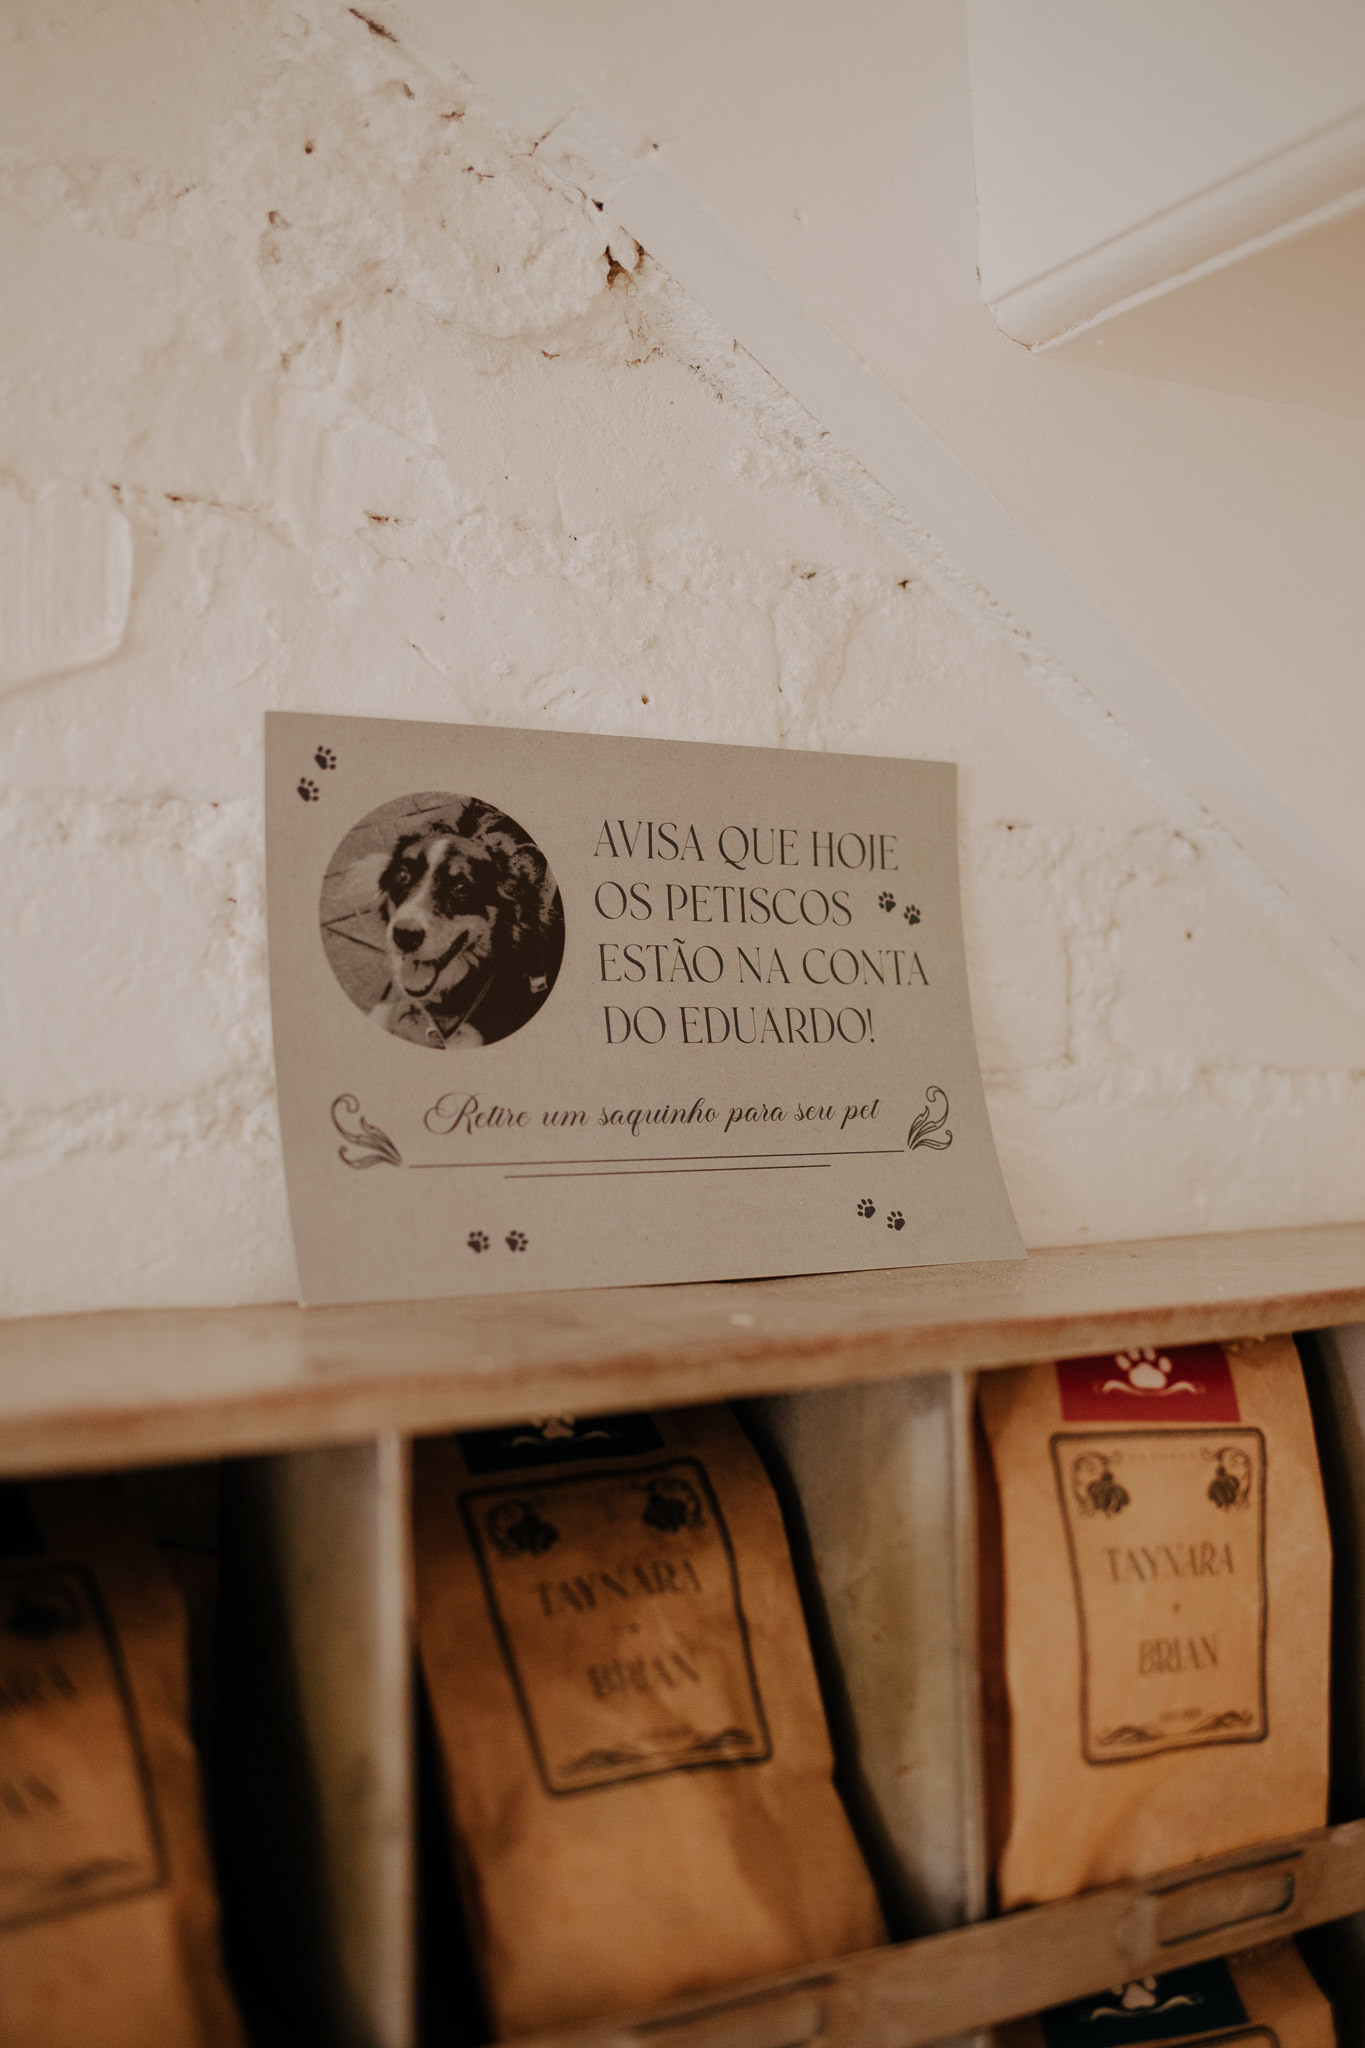 AVISA QUE HOJE
OS PETISCOS
ESTÃO NA CONTA
DO EDUARDO!
Retire um saquinho para seu pet
TAYNARA
BRIAN
TAYNARA
BRIAN